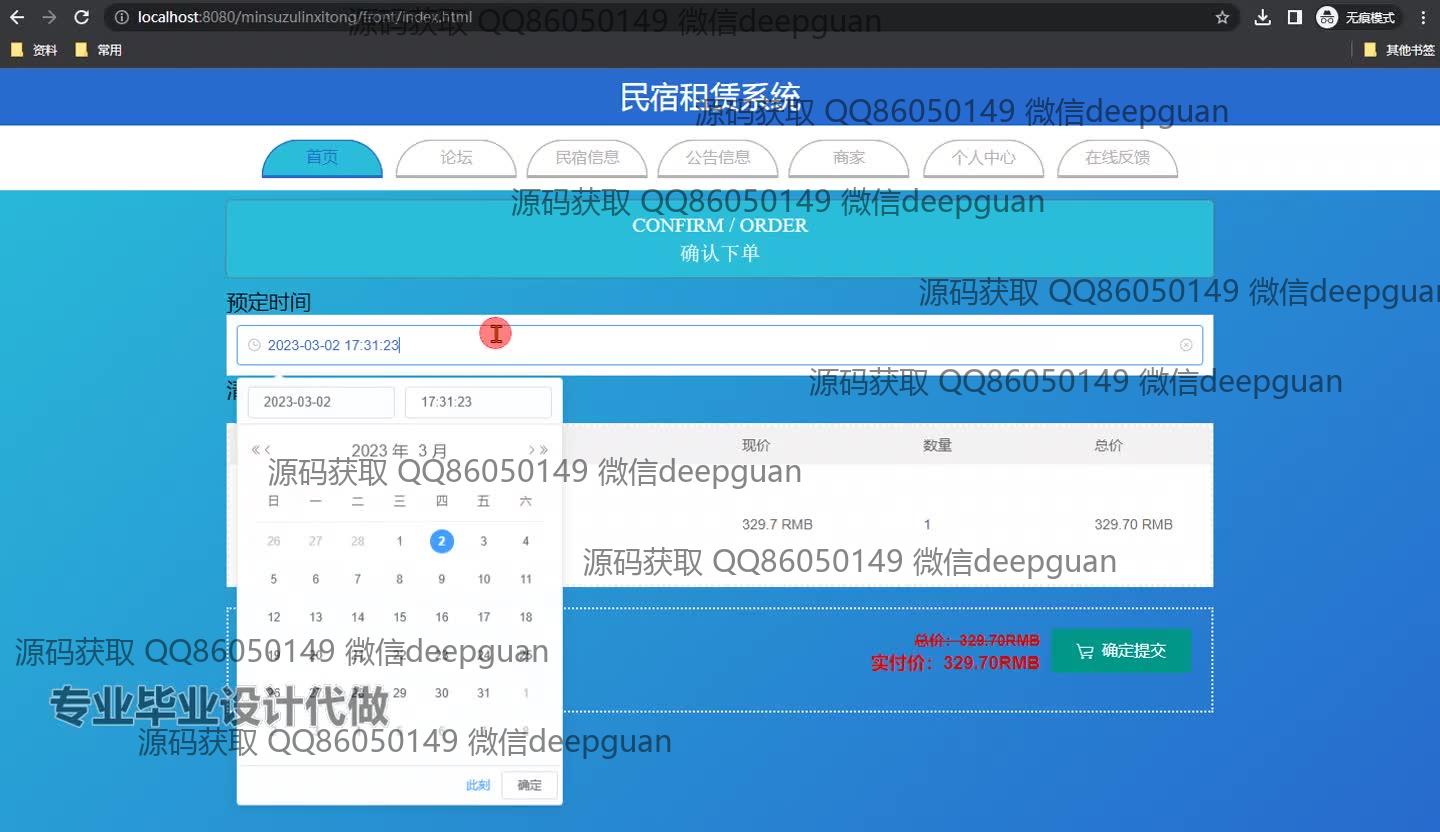 localhost:8080/minsuzulinxitong/front/index.html
无痕模式
资料 常用 其他书签
源码获取 QQ86050149 微信deepguan
民宿租赁系统
源码获取 QQ86050149 微信deepguan
首页 论坛 民宿信息 公告信息 商家 个人中心 在线反馈
源码获取 QQ86050149 微信deepguan
CONFIRM / ORDER
确认下单
源码获取 QQ86050149 微信deepguan
预定时间
2023-03-02 17:31:23
源码获取 QQ86050149 微信deepguan
2023-03-02 17:31:23
现价 数量 总价
2023 年 3 月
源码获取 QQ86050149 微信deepguan
日 一 二 三 四 五 六
329.7 RMB 1 329.70 RMB
26 27 28 1 2 3 4
源码获取 QQ86050149 微信deepguan
5 6 7 8 9 10 11
12 13 14 15 16 17 18
总价：329.70RMB
确定提交
实付价：329.70RMB
源码获取 QQ86050149 微信deepguan
19 20 21 22 23 24 25
26 27 28 29 30 31 1
专业毕业设计代做
源码获取 QQ86050149 微信deepguan
此刻 确定